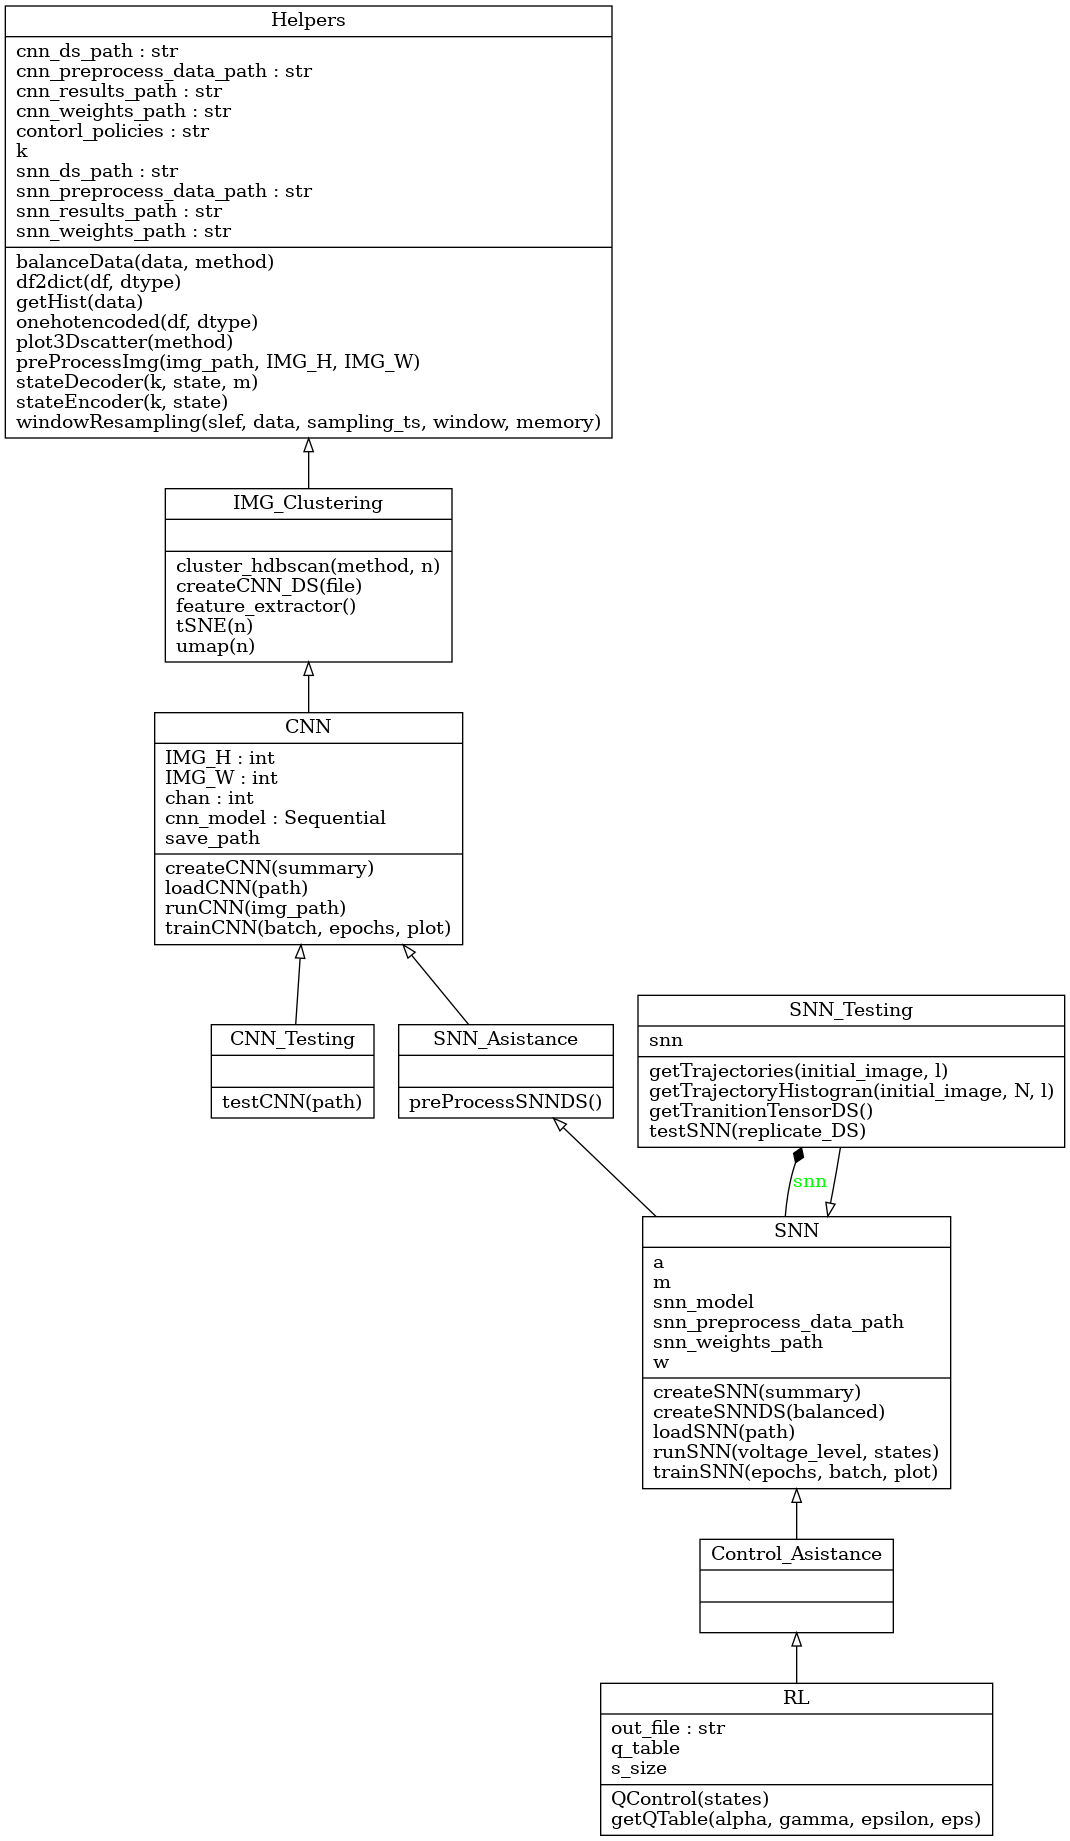 Helpers
cnn_ds_path : str
cnn_preprocess_data_path : str
cnn_results_path : str
cnn_weights_path : str
contorl_policies : str
k
snn_ds_path : str
snn_preprocess_data_path : str
snn_results_path : str
snn_weights_path : str
balanceData(data, method)
df2dict(df, dtype)
getHist(data)
onehotencoded(df, dtype)
plot3Dscatter(method)
preProcessImg(img_path, IMG_H, IMG_W)
stateDecoder(k, state, m)
stateEncoder(k, state)
windowResampling(slef, data, sampling_ts, window, memory)
IMG_Clustering
cluster_hdbscan(method, n)
createCNN_DS(file)
feature_extractor()
tSNE(n)
umap(n)
CNN
IMG_H : int
IMG_W : int
chan : int
cnn_model : Sequential
save_path
createCNN(summary)
loadCNN(path)
runCNN(img_path)
trainCNN(batch, epochs, plot)
CNN_Testing
testCNN(path)
SNN_Asistance
preProcessSNNDS()
SNN_Testing
snn
getTrajectories(initial_image, l)
getTrajectoryHistogran(initial_image, N, l)
getTranitionTensorDS()
testSNN(replicate_DS)
snn
SNN
a
m
snn_model
snn_preprocess_data_path
snn_weights_path
w
createSNN(summary)
createSNNDS(balanced)
loadSNN(path)
runSNN(voltage_level, states)
trainSNN(epochs, batch, plot)
Control_Asistance
RL
out_file : str
q_table
s_size
QControl(states)
getQTable(alpha, gamma, epsilon, eps)